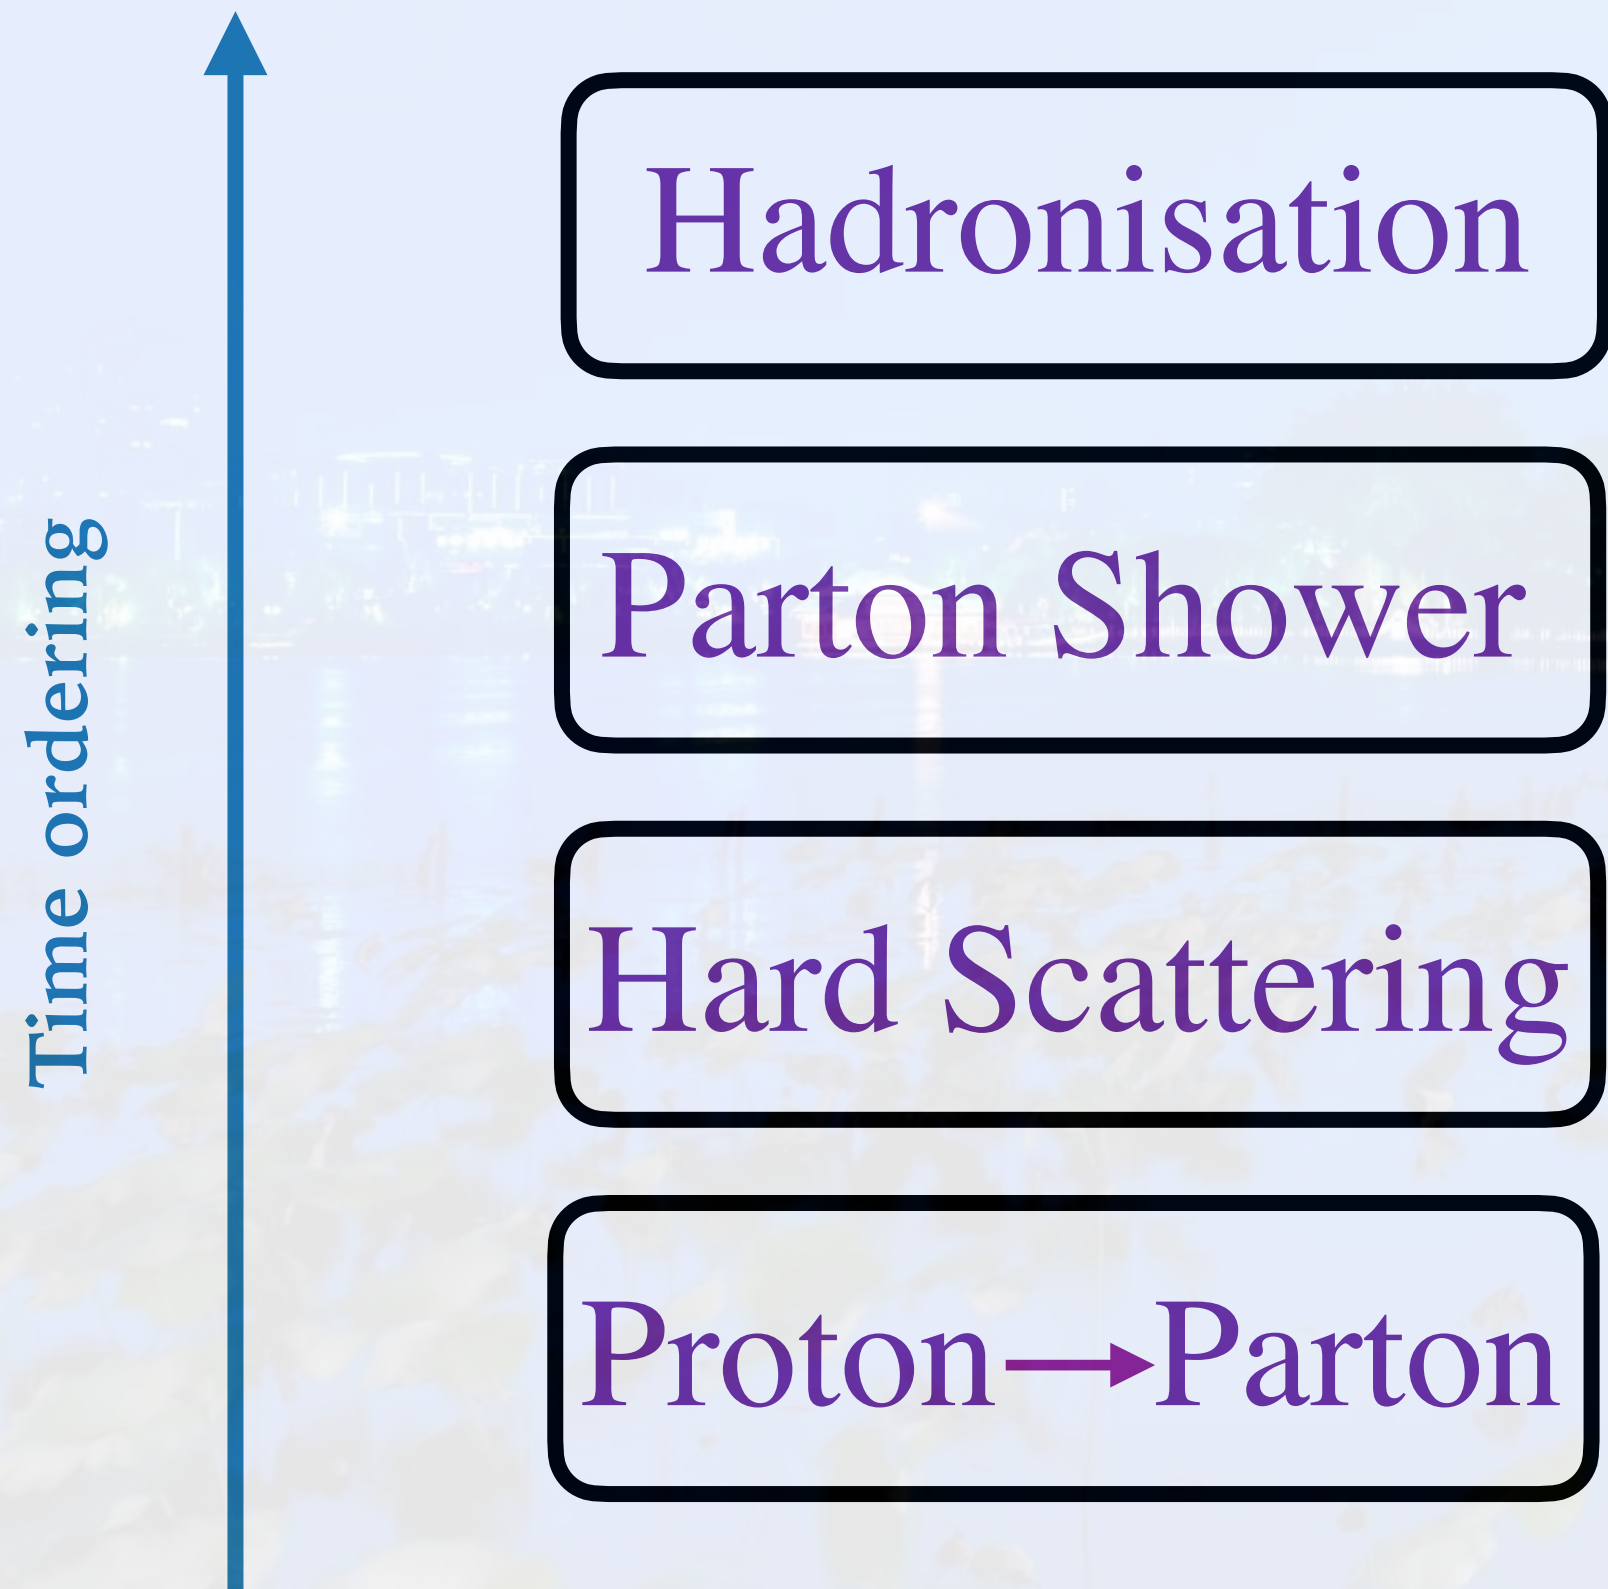 Time ordering
Hadronisation
Parton Shower
Hard Scattering
Proton→Parton